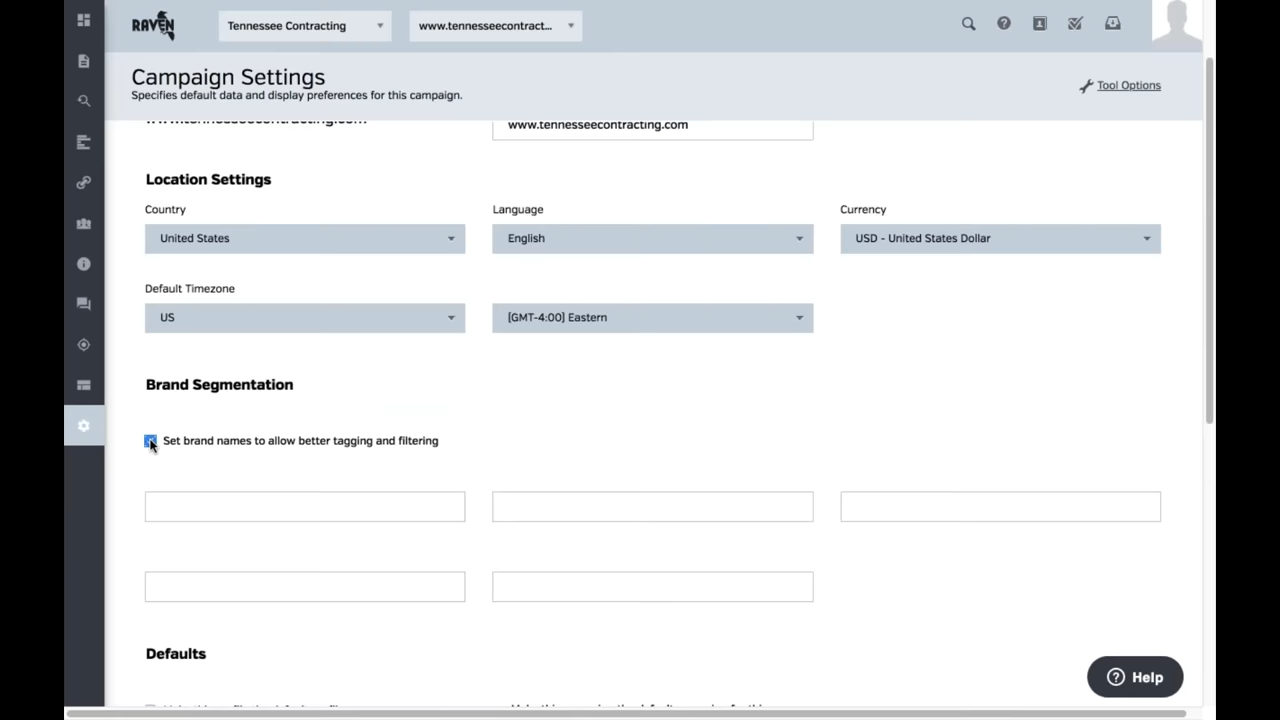 RAVEN
Tennessee Contracting
www.tennesseecontract...
Campaign Settings
Specifies default data and display preferences for this campaign.
Tool Options
www.tennesseecontracting.com
www.tennesseecontracting.com
Location Settings
Country
Language
Currency
United States
English
USD - United States Dollar
Default Timezone
US
[GMT-4:00] Eastern
Brand Segmentation
Set brand names to allow better tagging and filtering
Defaults
Help